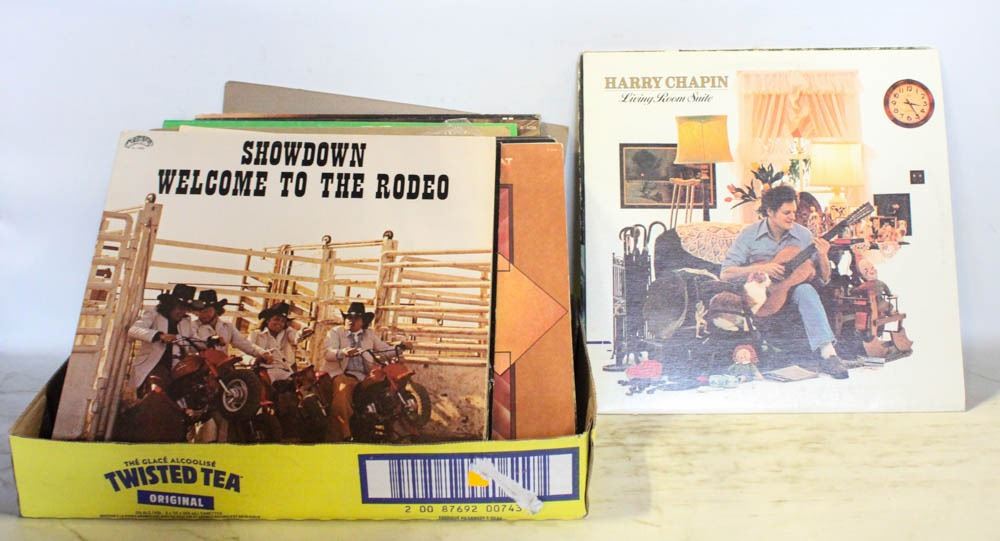 SHOWDOWN
WELCOME TO THE RODEO
HARRY CHAPIN
Living Room Suite
THÉ GLACÉ ALCOOLISÉ
TWISTED TEA
ORIGINAL
2 00 87692 00743